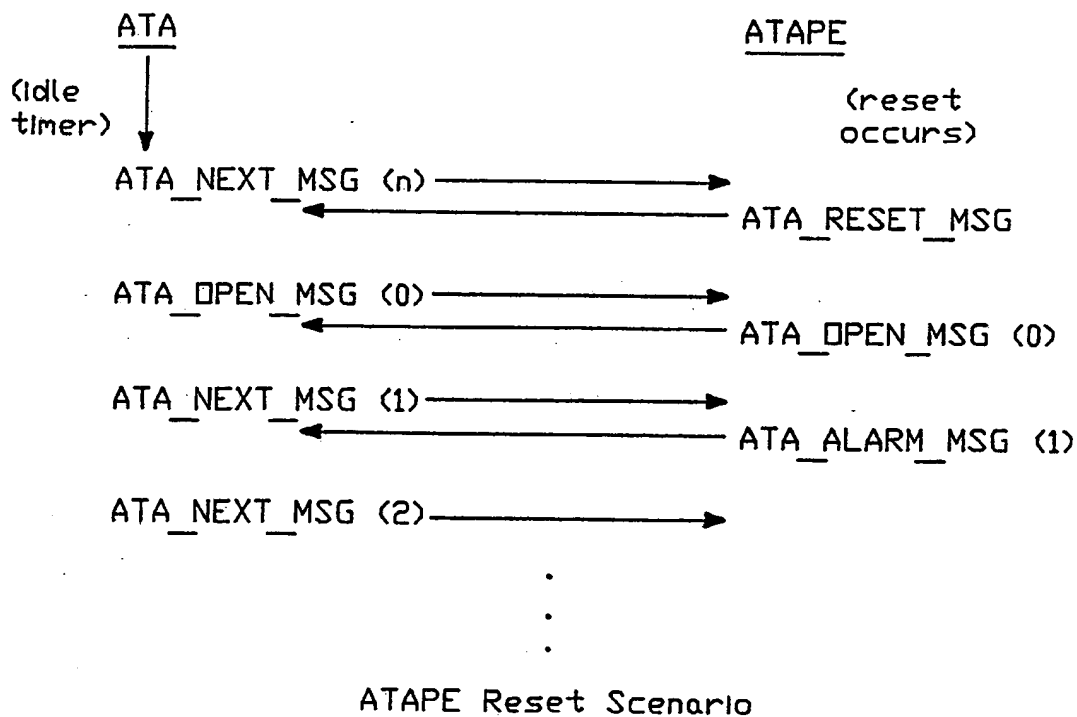 ATA
ATAPE
(idle
timer)
(reset
occurs)
ATA_NEXT_MSG (n)
ATA_RESET_MSG
ATA_OPEN_MSG (0)
ATA_OPEN_MSG (0)
ATA_NEXT_MSG (1)
ATA_ALARM_MSG (1)
ATA_NEXT_MSG (2)
ATAPE Reset Scenario